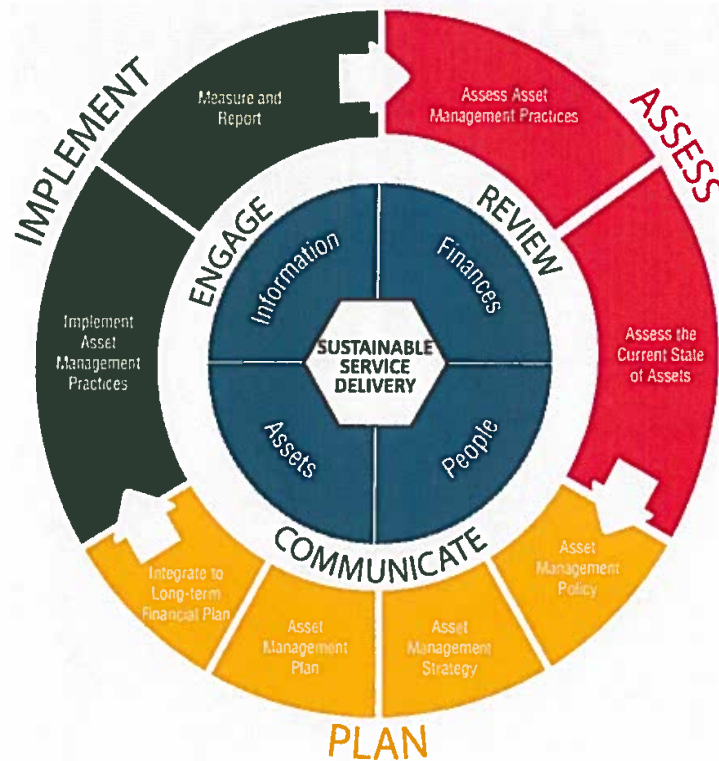 IMPLEMENT
Measure and
Report
Implement
Asset
Management
Practices
ASSESS
Assess Asset
Management Practices
Assess the
Current State
of Assets
PLAN
Asset
Management
Policy
Asset
Management
Strategy
Asset
Management
Plan
Integrate to
Long-term
Financial Plan
ENGAGE
REVIEW
COMMUNICATE
Information
Finances
Assets
People
SUSTAINABLE
SERVICE
DELIVERY